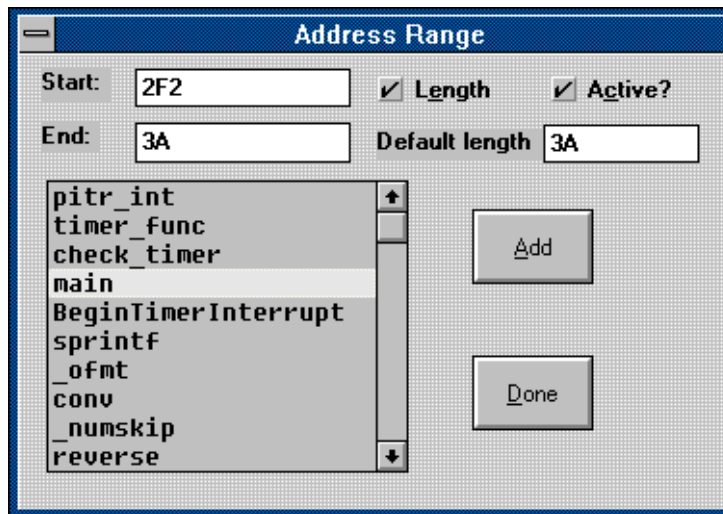 Address Range
Start: 2F2 Length Active?
End: 3A Default length 3A
pitr_int
timer_func
check_timer
main
BeginTimerInterrupt
sprintf
_ofmt
conv
_numskip
reverse
Add
Done